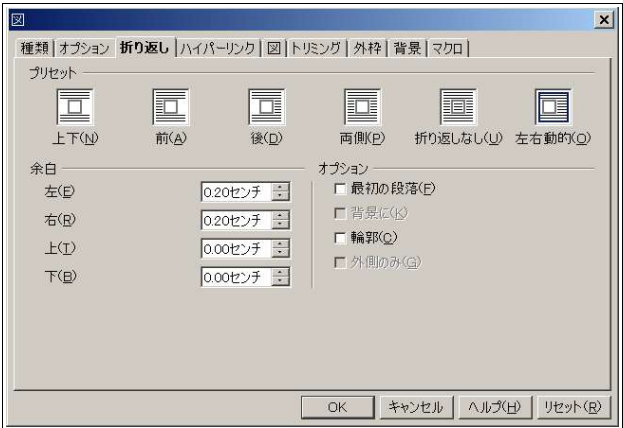 図
種類 オプション 折り返し ハイパーリンク 図 トリミング 外枠 背景 マクロ
プリセット
上下(N) 前(A) 後(D) 両側(P) 折り返しなし(U) 左右動的(O)
余白 オプション
左(E) 0.20センチ 最初の段落(F)
右(R) 0.20センチ 背景に(K)
上(T) 0.00センチ 輪郭(C)
下(B) 0.00センチ 外側のみ(G)
OK キャンセル ヘルプ(H) リセット(R)